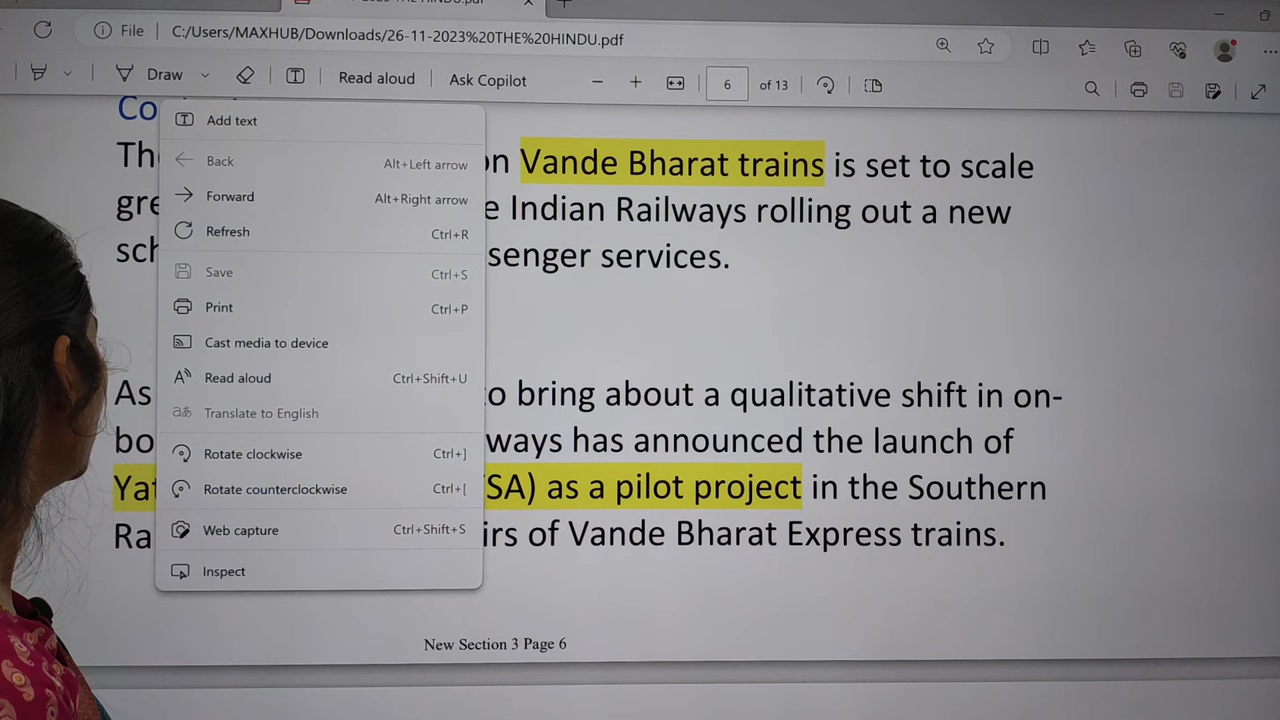 File C:/Users/MAXHUB/Downloads/26-11-2023%20THE%20HINDU.pdf
Draw Read aloud Ask Copilot 6 of 13
Co
Add text
Back Alt+Left arrow
Forward Alt+Right arrow
Refresh Ctrl+R
Save Ctrl+S
Print Ctrl+P
Cast media to device
Read aloud Ctrl+Shift+U
Translate to English
Rotate clockwise Ctrl+]
Rotate counterclockwise Ctrl+[
Web capture Ctrl+Shift+S
Inspect
Th on Vande Bharat trains is set to scale
gre e Indian Railways rolling out a new
sch senger services.
As to bring about a qualitative shift in on-
bo ways has announced the launch of
Yat SA) as a pilot project in the Southern
Ra irs of Vande Bharat Express trains.
New Section 3 Page 6